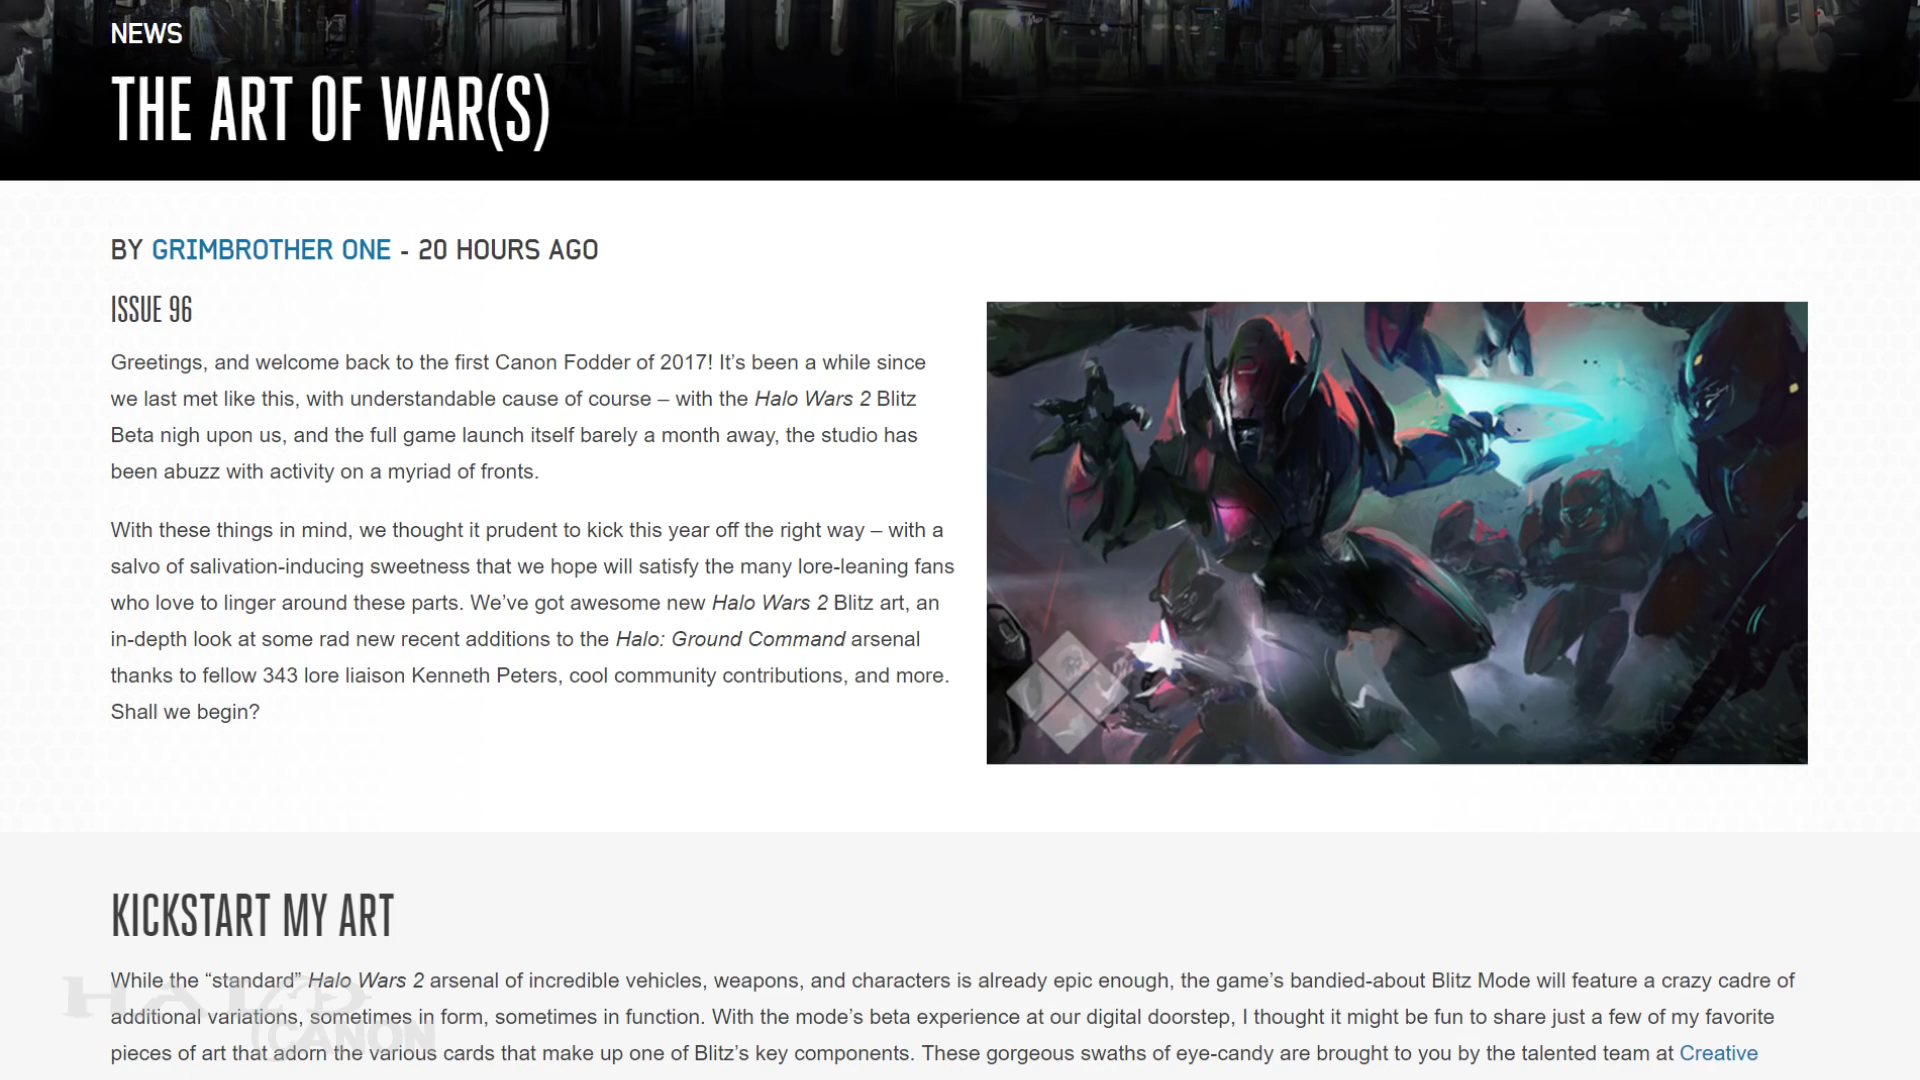 NEWS
THE ART OF WAR(S)
BY GRIMBROTHER ONE - 20 HOURS AGO
ISSUE 96
Greetings, and welcome back to the first Canon Fodder of 2017! It’s been a while since
we last met like this, with understandable cause of course – with the Halo Wars 2 Blitz
Beta nigh upon us, and the full game launch itself barely a month away, the studio has
been abuzz with activity on a myriad of fronts.
With these things in mind, we thought it prudent to kick this year off the right way – with a
salvo of salivation-inducing sweetness that we hope will satisfy the many lore-leaning fans
who love to linger around these parts. We’ve got awesome new Halo Wars 2 Blitz art, an
in-depth look at some rad new recent additions to the Halo: Ground Command arsenal
thanks to fellow 343 lore liaison Kenneth Peters, cool community contributions, and more.
Shall we begin?
KICKSTART MY ART
While the “standard” Halo Wars 2 arsenal of incredible vehicles, weapons, and characters is already epic enough, the game’s bandied-about Blitz Mode will feature a crazy cadre of
additional variations, sometimes in form, sometimes in function. With the mode’s beta experience at our digital doorstep, I thought it might be fun to share just a few of my favorite
pieces of art that adorn the various cards that make up one of Blitz’s key components. These gorgeous swaths of eye-candy are brought to you by the talented team at Creative
HALO
CANON